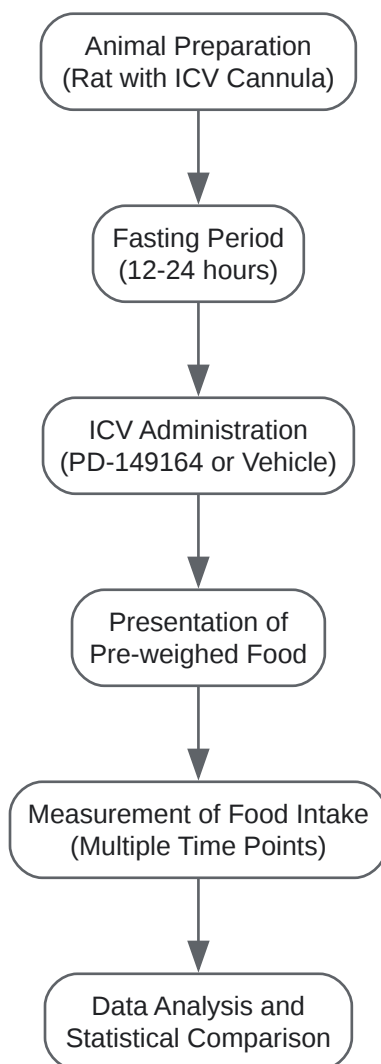 Animal Preparation
(Rat with ICV Cannula)
Fasting Period
(12-24 hours)
ICV Administration
(PD-149164 or Vehicle)
Presentation of
Pre-weighed Food
Measurement of Food Intake
(Multiple Time Points)
Data Analysis and
Statistical Comparison